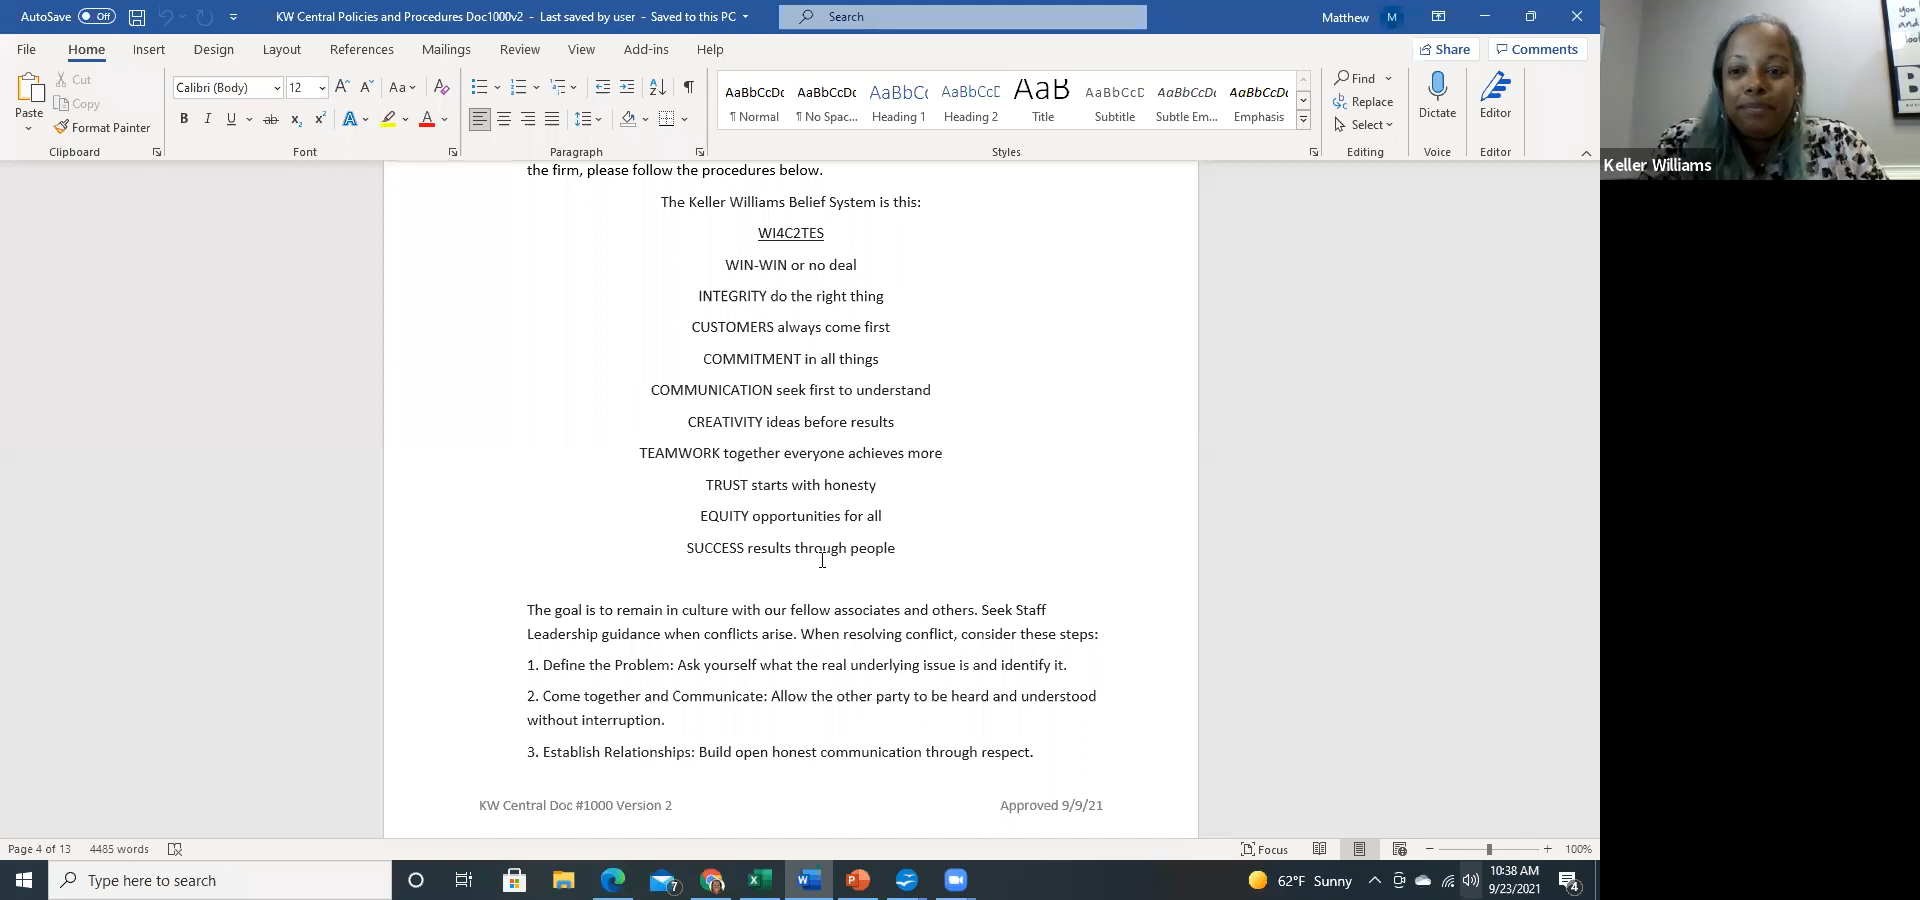 AutoSave Off KW Central Policies and Procedures Doc1000v2 - Last saved by user - Saved to this PC Search Matthew M
File Home Insert Design Layout References Mailings Review View Add-ins Help Share Comments
Paste Cut Copy Format Painter
Calibri (Body) 12 Aa
AaBbCcDc AaBbCcDc AaBbC AaBbCcD AaB AaBbCcD AaBbCcDc AaBbCcDc
¶ Normal ¶ No Spac... Heading 1 Heading 2 Title Subtitle Subtle Em... Emphasis
Find Replace Select
Dictate Editor
Clipboard Font Paragraph Styles Editing Voice Editor
Keller Williams
the firm, please follow the procedures below.
The Keller Williams Belief System is this:
WI4C2TES
WIN-WIN or no deal
INTEGRITY do the right thing
CUSTOMERS always come first
COMMITMENT in all things
COMMUNICATION seek first to understand
CREATIVITY ideas before results
TEAMWORK together everyone achieves more
TRUST starts with honesty
EQUITY opportunities for all
SUCCESS results through people
The goal is to remain in culture with our fellow associates and others. Seek Staff
Leadership guidance when conflicts arise. When resolving conflict, consider these steps:
1. Define the Problem: Ask yourself what the real underlying issue is and identify it.
2. Come together and Communicate: Allow the other party to be heard and understood
without interruption.
3. Establish Relationships: Build open honest communication through respect.
KW Central Doc #1000 Version 2 Approved 9/9/21
Page 4 of 13 4485 words Focus 100%
Type here to search 7 62°F Sunny 10:38 AM
9/23/2021 4